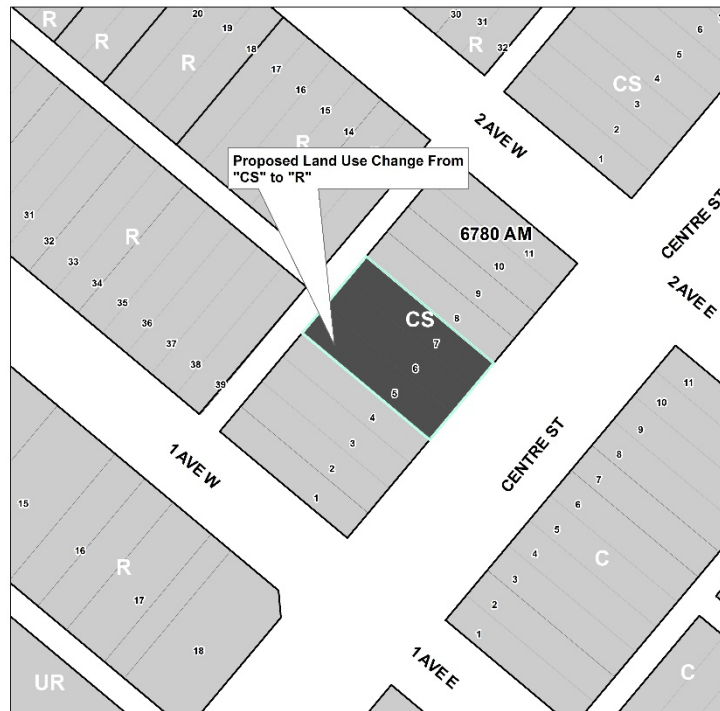 R
R
20
19
18
R
17
16
15
14
R
30
31
32
R
6
5
4
3
2
1
CS
2 AVE W
CENTRE ST
2 AVE E
Proposed Land Use Change From
"CS" to "R"
6780 AM
11
10
9
8
CS
7
6
5
4
3
2
1
31
32
33
34
35
36
37
38
39
R
1 AVE W
CENTRE ST
11
10
9
8
7
6
5
4
3
2
1
C
15
16
R
17
18
UR
1 AVE E
C